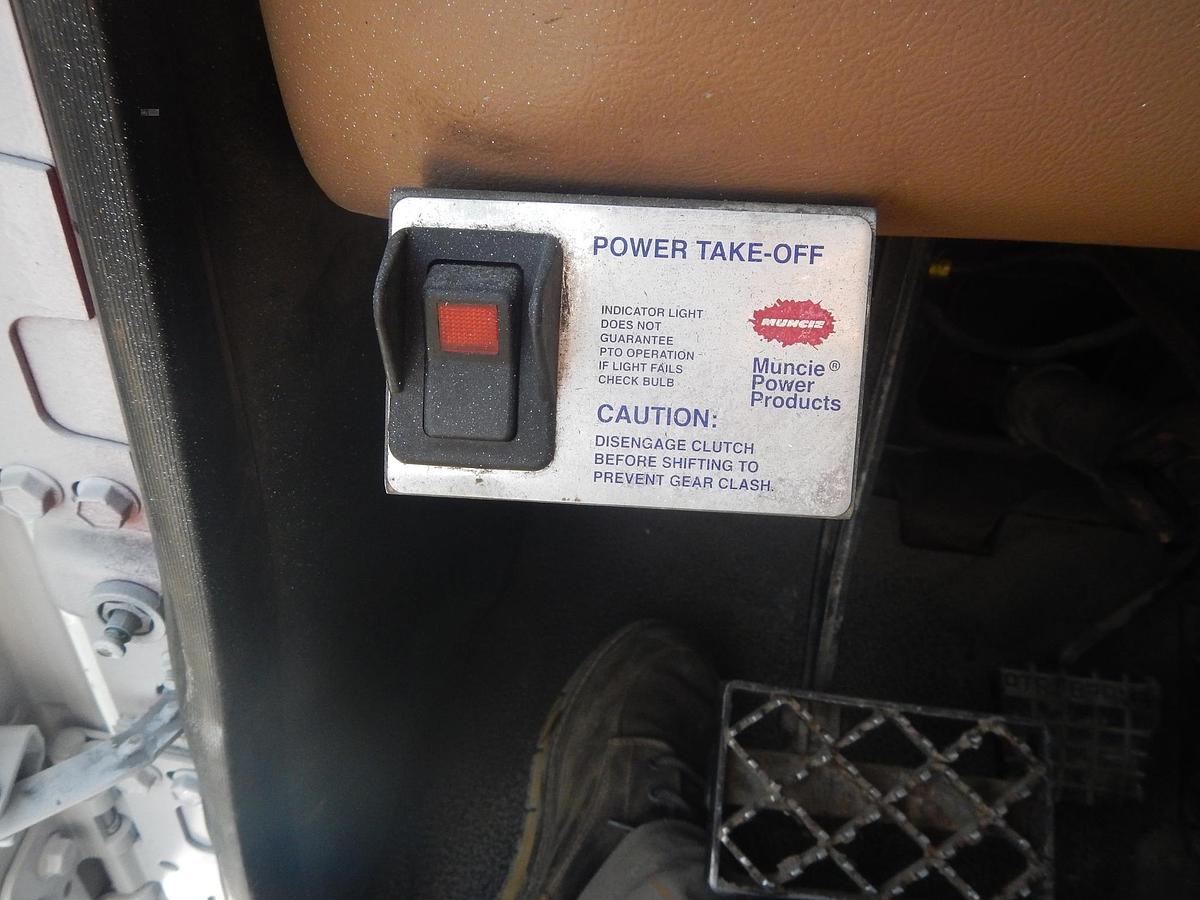 POWER TAKE-OFF
INDICATOR LIGHT
DOES NOT
GUARANTEE
PTO OPERATION
IF LIGHT FAILS
CHECK BULB
MUNCIE
Muncie®
Power
Products
CAUTION:
DISENGAGE CLUTCH
BEFORE SHIFTING TO
PREVENT GEAR CLASH.